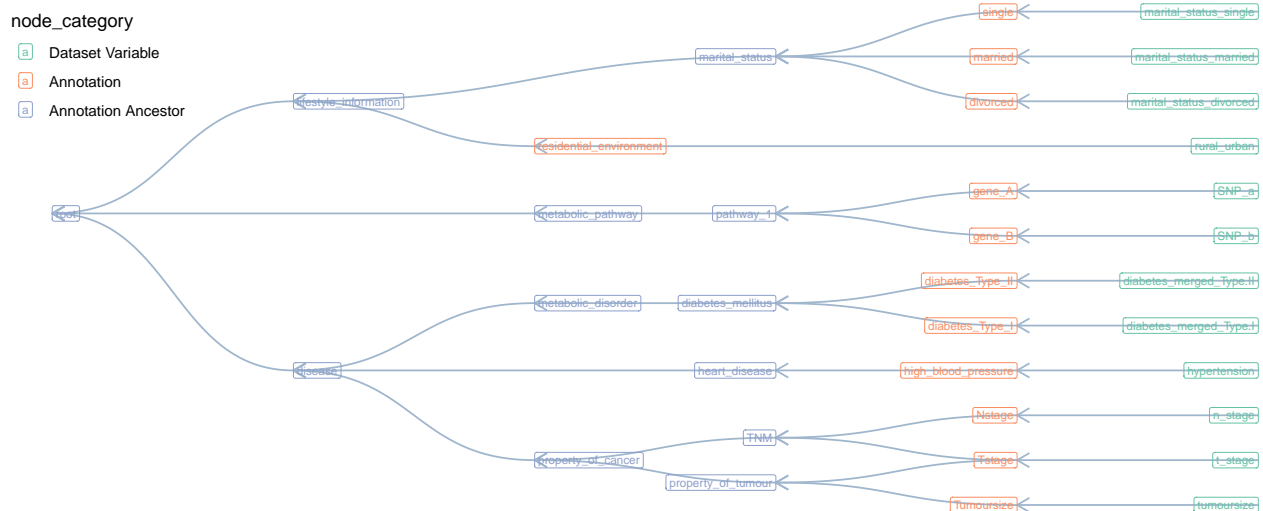 node_category
a Dataset Variable
a Annotation
a Annotation Ancestor
single
marital_status_single
marital_status
married
marital_status_married
lifestyle_information
divorced
marital_status_divorced
residential_environment
rural_urban
gene_A
SNP_a
root
metabolic_pathway
pathway_1
gene_B
SNP_b
diabetes_Type_II
diabetes_merged_Type.II
metabolic_disorder
diabetes_mellitus
diabetes_Type_I
diabetes_merged_Type.I
disease
heart_disease
high_blood_pressure
hypertension
Nstage
n_stage
TNM
property_of_cancer
Tstage
t_stage
property_of_tumour
Tumoursize
tumoursize